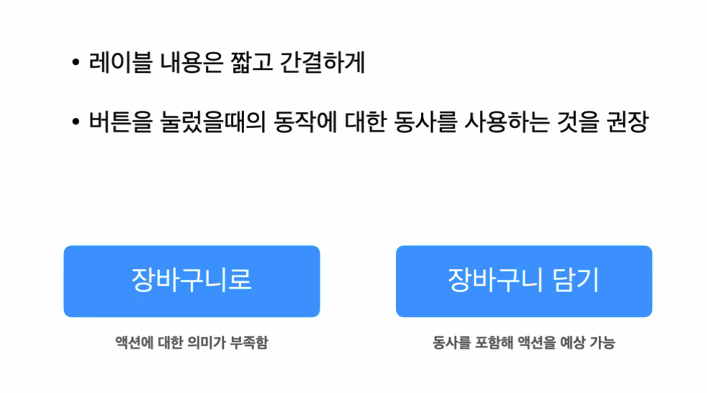 • 레이블 내용은 짧고 간결하게
• 버튼을 눌렀을때의 동작에 대한 동사를 사용하는 것을 권장
장바구니로
장바구니 담기
액션에 대한 의미가 부족함
동사를 포함해 액션을 예상 가능